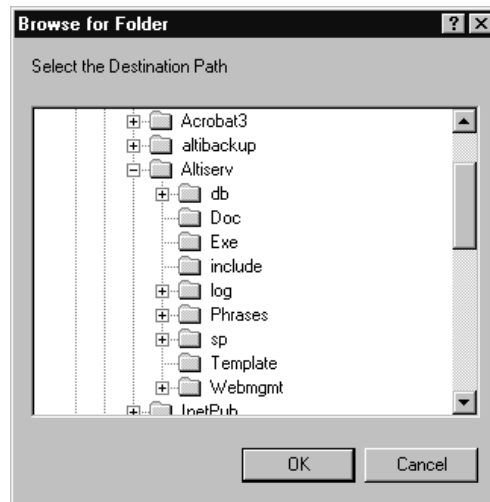 Browse for Folder
Select the Destination Path
Acrobat3
altibackup
Altiserv
db
Doc
Exe
include
log
Phrases
sp
Template
Webmgmt
InetPub
OK
Cancel